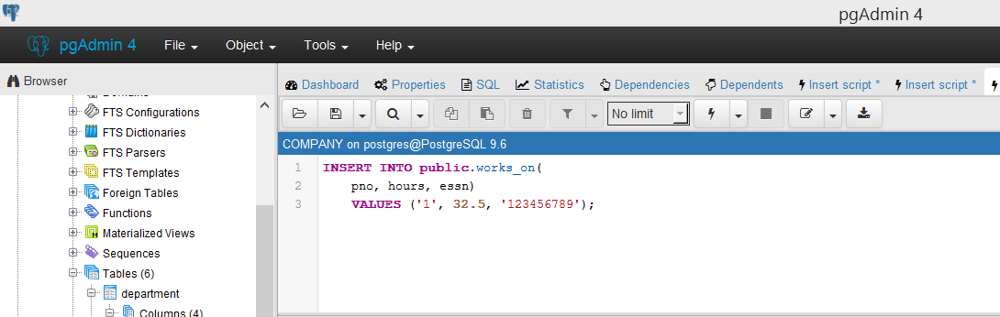 pgAdmin 4
pgAdmin 4 File Object Tools Help
Browser
Dashboard Properties SQL Statistics Dependencies Dependents Insert script * Insert script *
Domains
FTS Configurations
FTS Dictionaries
FTS Parsers
FTS Templates
Foreign Tables
Functions
Materialized Views
Sequences
Tables (6)
department
Columns (4)
No limit
COMPANY on postgres@PostgreSQL 9.6
1 INSERT INTO public.works_on(
2 pno, hours, essn)
3 VALUES ('1', 32.5, '123456789');